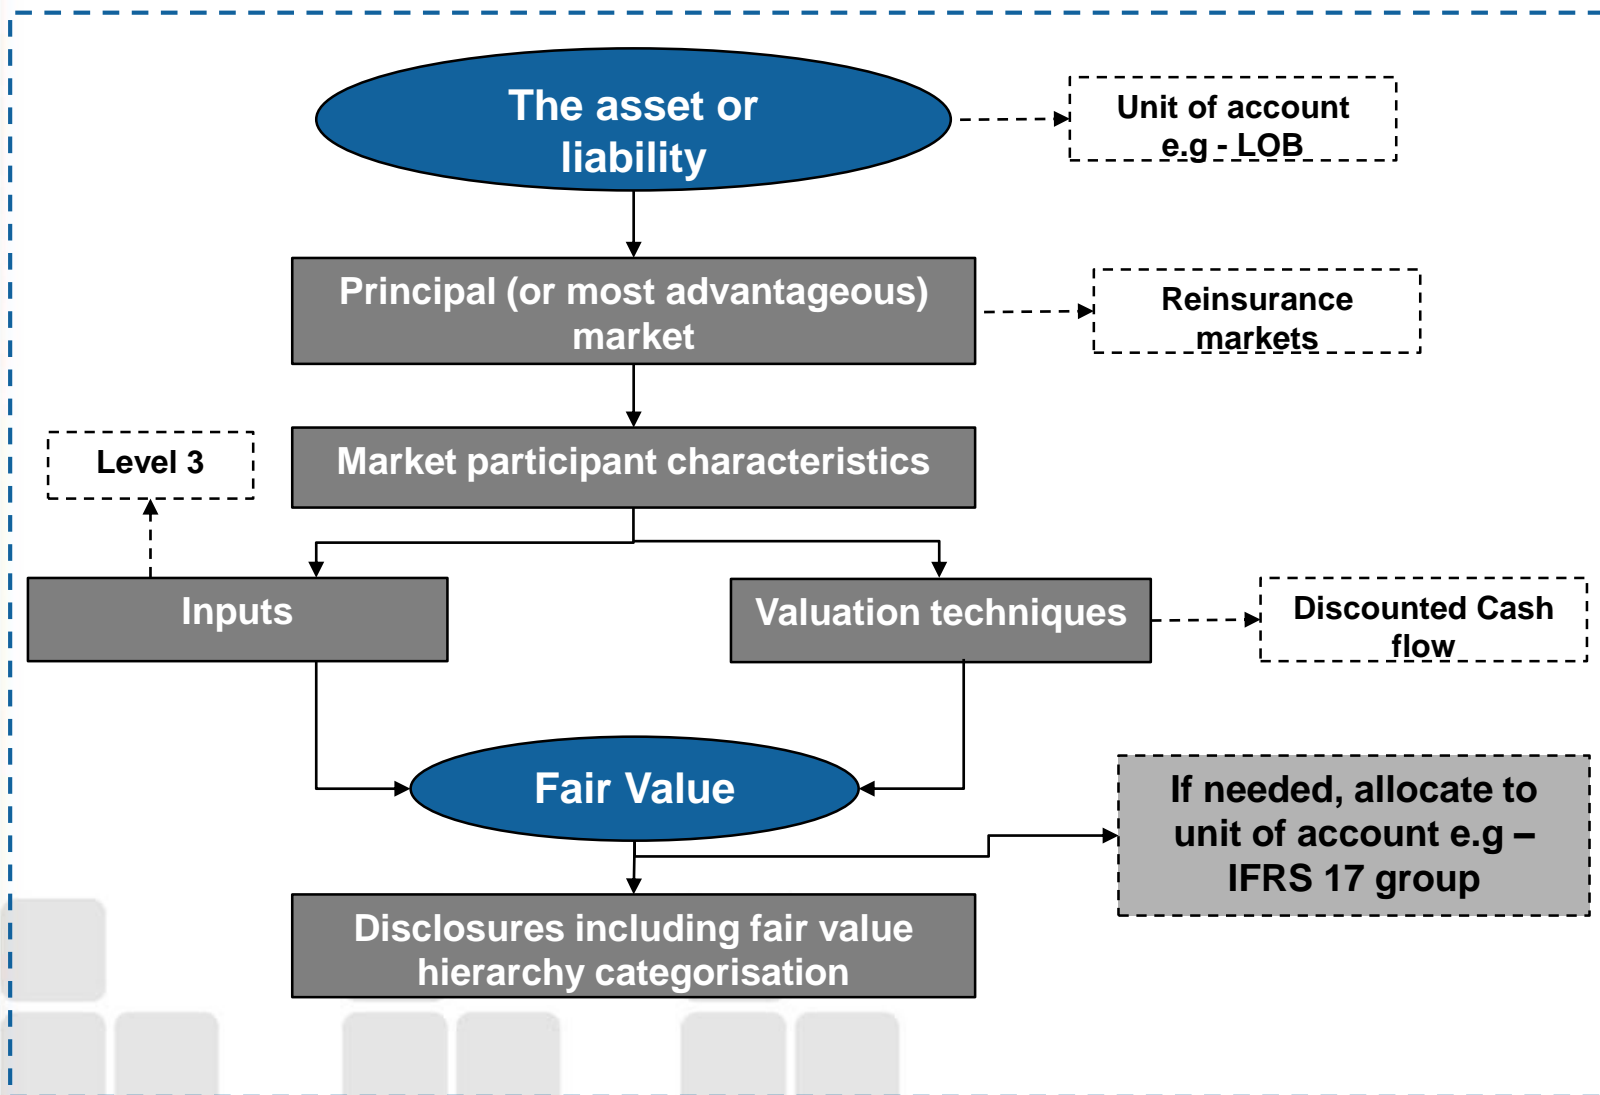 The asset or
liability
Unit of account
e.g - LOB
Principal (or most advantageous)
market
Reinsurance
markets
Level 3
Market participant characteristics
Inputs
Valuation techniques
Discounted Cash
flow
Fair Value
If needed, allocate to
unit of account e.g –
IFRS 17 group
Disclosures including fair value
hierarchy categorisation